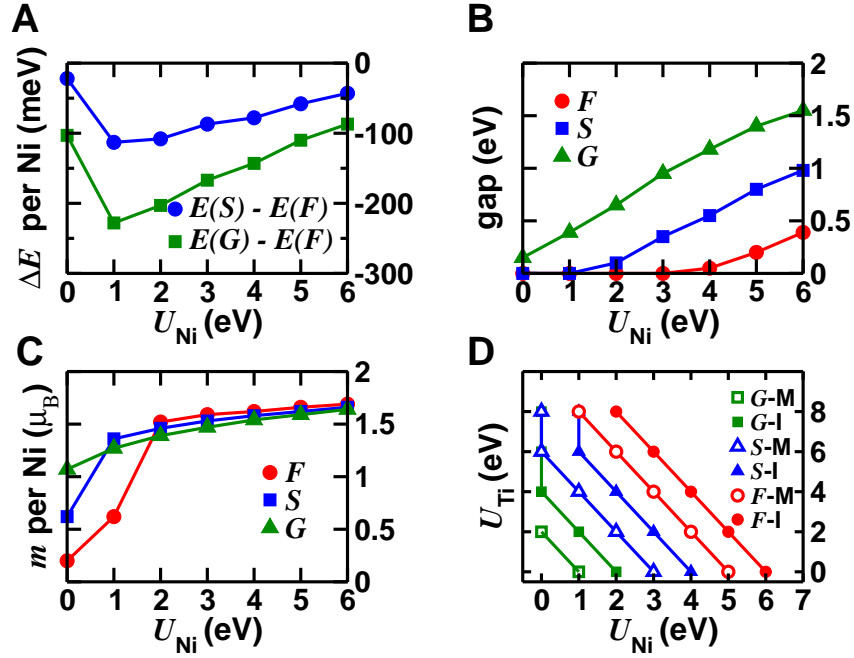 A
0
-100
-200
-300
ΔE per Ni (meV)
E(S) - E(F)
E(G) - E(F)
0 1 2 3 4 5 6
U_Ni (eV)
B
2
1.5
1
0.5
0
gap (eV)
F
S
G
0 1 2 3 4 5 6
U_Ni (eV)
C
2
1.5
1
0.5
0
m per Ni (μ_B)
F
S
G
0 1 2 3 4 5 6
U_Ni (eV)
D
8
6
4
2
0
U_Ti (eV)
G-M
G-I
S-M
S-I
F-M
F-I
0 1 2 3 4 5 6 7
U_Ni (eV)